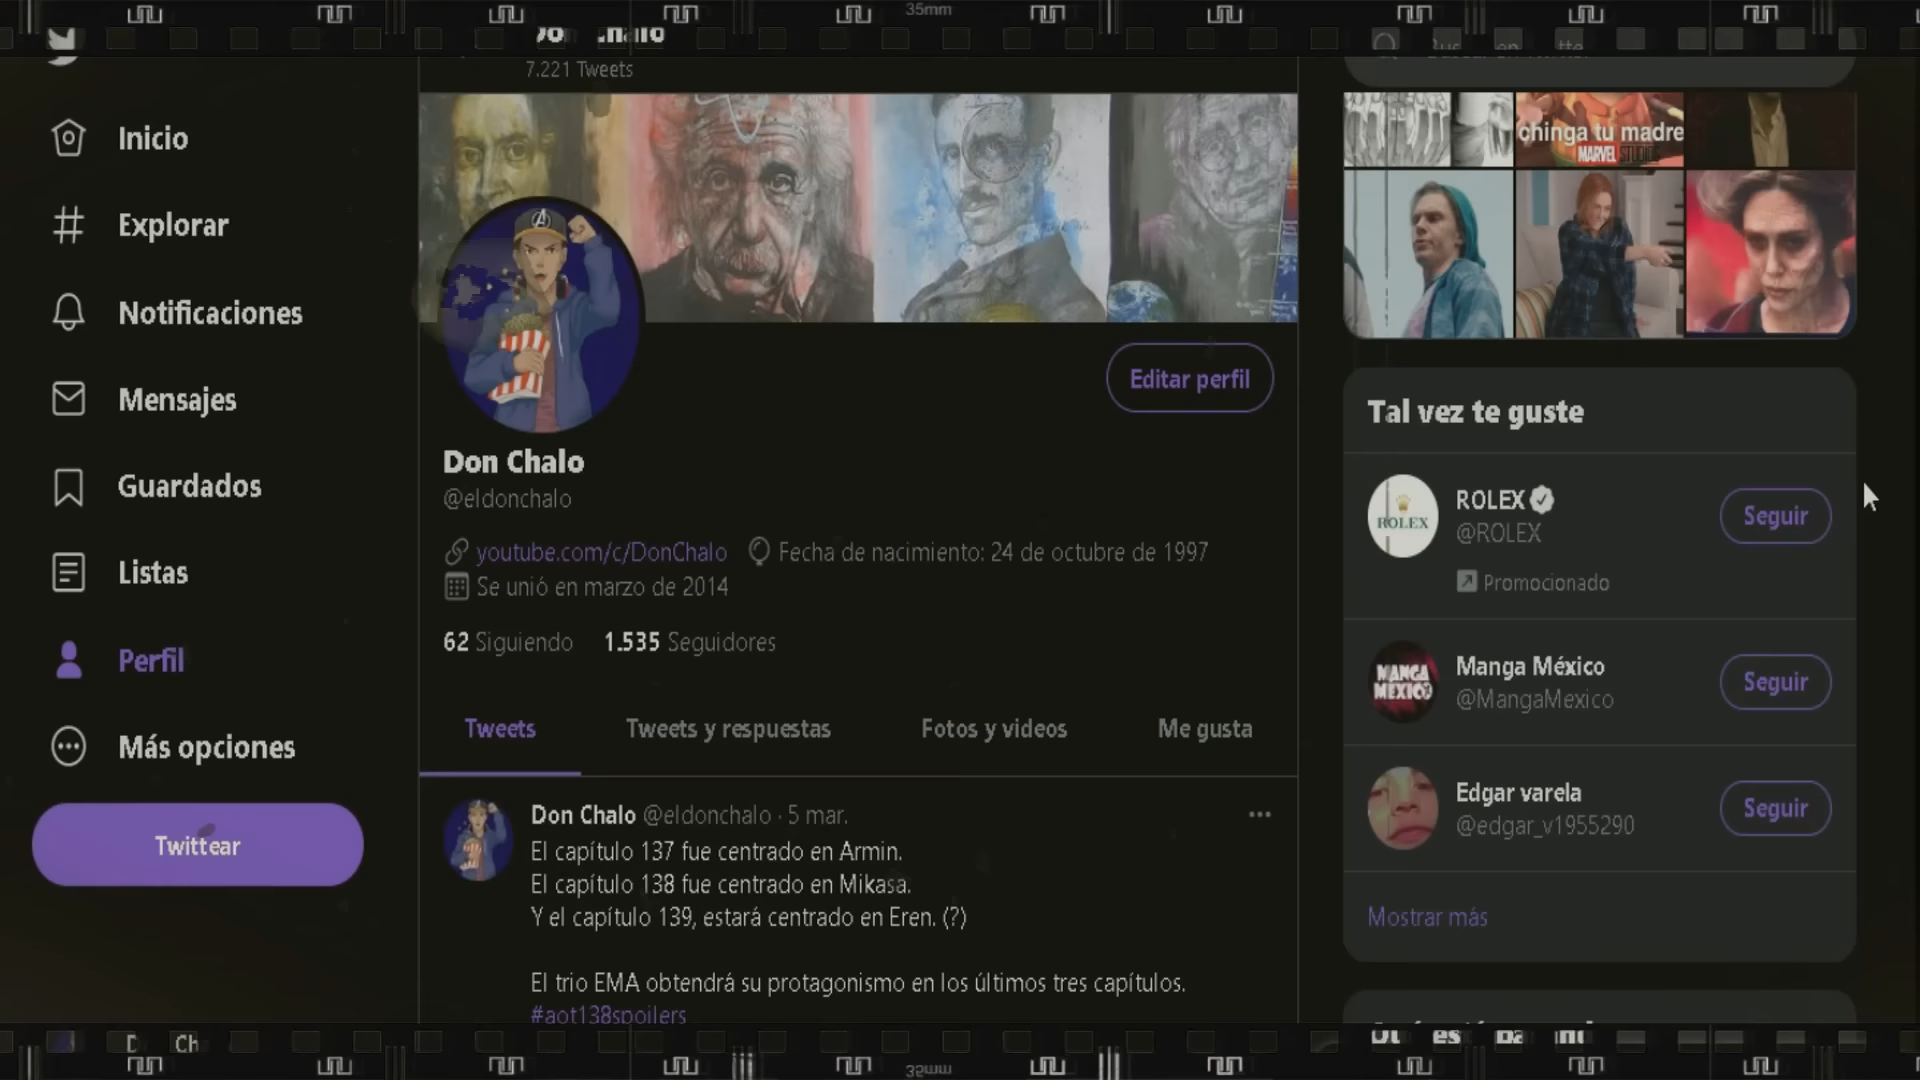 35mm
7.221 Tweets
Inicio
Explorar
Notificaciones
Mensajes
Guardados
Listas
Perfil
Más opciones
Twittear
Editar perfil
Don Chalo
@eldonchalo
youtube.com/c/DonChalo Fecha de nacimiento: 24 de octubre de 1997
Se unió en marzo de 2014
62 Siguiendo 1.535 Seguidores
Tweets Tweets y respuestas Fotos y videos Me gusta
Don Chalo @eldonchalo · 5 mar.
El capítulo 137 fue centrado en Armin.
El capítulo 138 fue centrado en Mikasa.
Y el capítulo 139, estará centrado en Eren. (?)
El trio EMA obtendrá su protagonismo en los últimos tres capítulos.
#aot138spoilers
chinga tu madre
MARVEL STUDIOS
Tal vez te guste
ROLEX
ROLEX
@ROLEX
Seguir
Promocionado
MANGA
MEXICO
Manga México
@MangaMexico
Seguir
Edgar varela
@edgar_v1955290
Seguir
Mostrar más
35mm